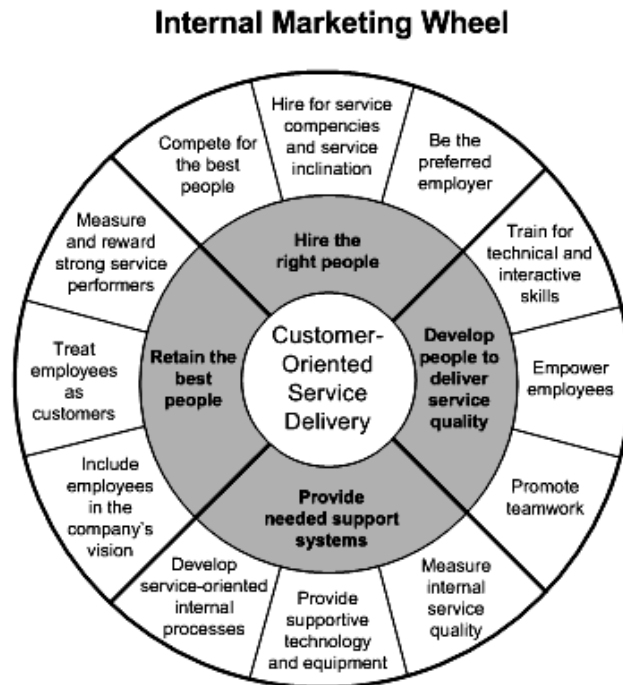 Internal Marketing Wheel
Compete for
the best
people
Hire for service
compencies
and service
inclination
Be the
preferred
employer
Train for
technical and
interactive
skills
Empower
employees
Promote
teamwork
Measure
internal
service
quality
Provide
supportive
technology
and equipment
Develop
service-oriented
internal
processes
Include
employees
in the
company's
vision
Treat
employees
as
customers
Measure
and reward
strong service
performers
Hire the
right people
Develop
people to
deliver
service
quality
Provide
needed support
systems
Retain the
best
people
Customer-
Oriented
Service
Delivery